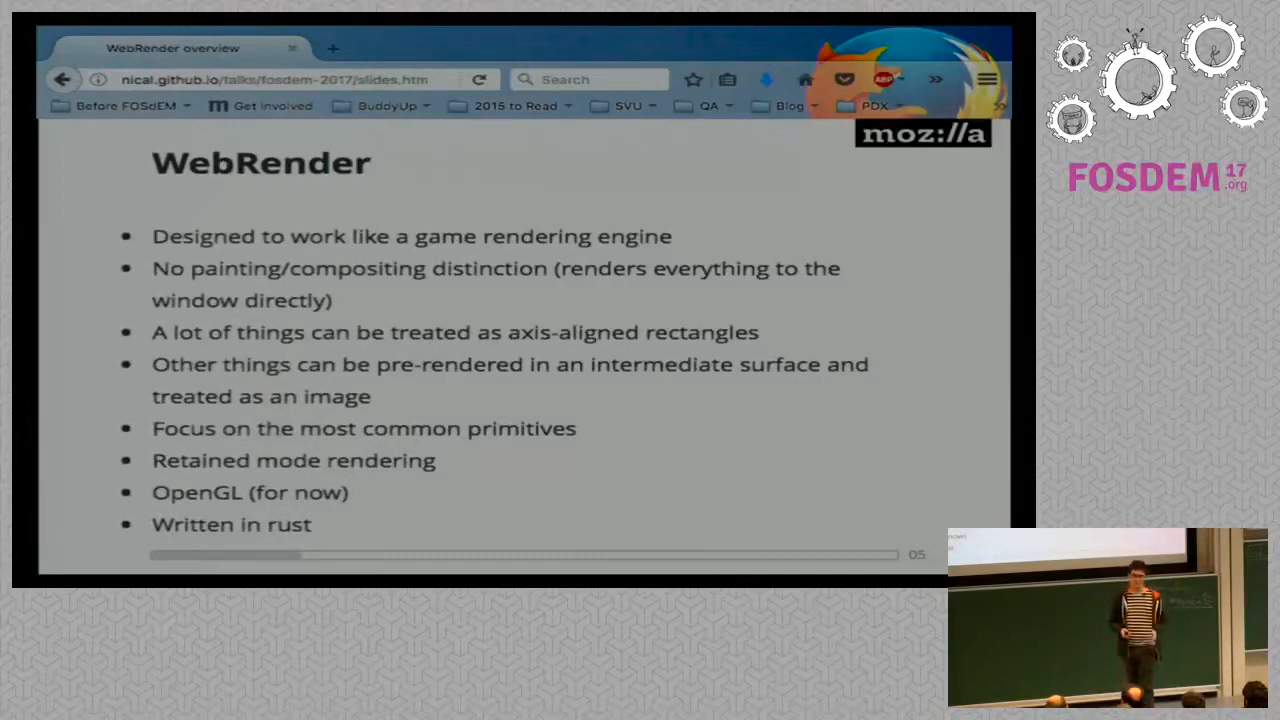 WebRender overview
nical.github.io/talks/fosdem-2017/slides.htm
Search
ABP
Before FOSdEM
m Get Involved
BuddyUp
2015 to Read
SVU
QA
Blog
PDX
moz://a
WebRender
Designed to work like a game rendering engine
No painting/compositing distinction (renders everything to the
window directly)
A lot of things can be treated as axis-aligned rectangles
Other things can be pre-rendered in an intermediate surface and
treated as an image
Focus on the most common primitives
Retained mode rendering
OpenGL (for now)
Written in rust
05
FOSDEM 17
.org